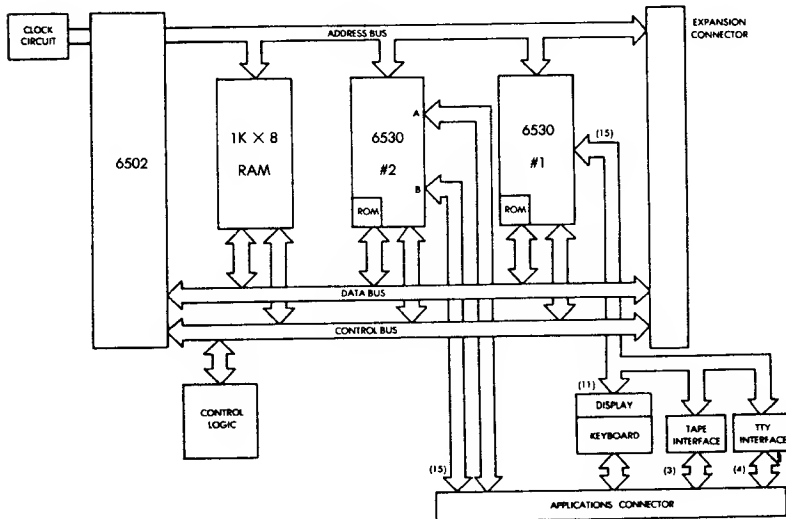 CLOCK
CIRCUIT
ADDRESS BUS
EXPANSION
CONNECTOR
6502
1K × 8
RAM
A
6530
#2
B
ROM
6530
#1
ROM
(15)
DATA BUS
CONTROL BUS
CONTROL
LOGIC
(11)
DISPLAY
KEYBOARD
TAPE
INTERFACE
TTY
INTERFACE
(15)
(3)
(4)
APPLICATIONS CONNECTOR